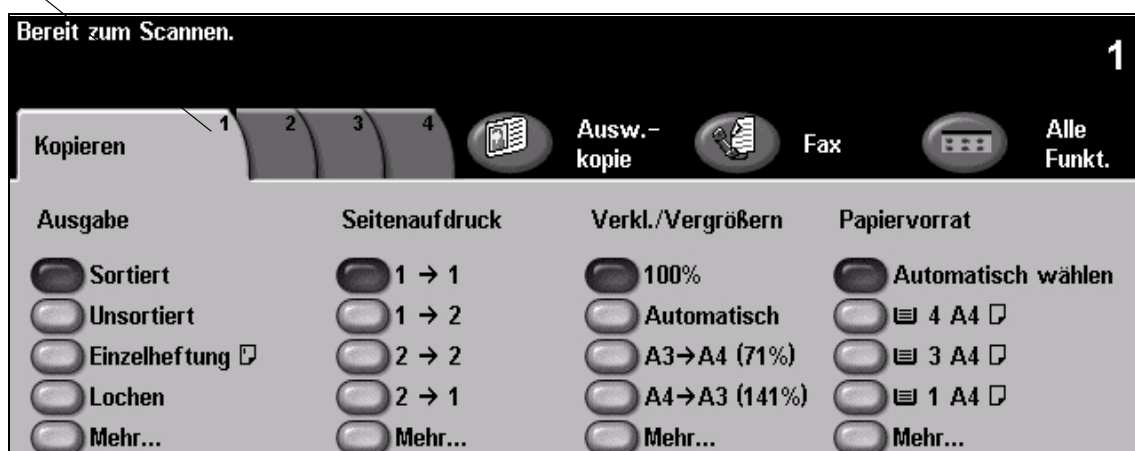 Bereit zum Scannen.
1
Kopieren
1
2
3
4
Ausw.-
kopie
Fax
Alle
Funkt.
Ausgabe
Sortiert
Unsortiert
Einzelheftung
Lochen
Mehr...
Seitenaufdruck
1 → 1
1 → 2
2 → 2
2 → 1
Mehr...
Verkl./Vergrößern
100%
Automatisch
A3→A4 (71%)
A4→A3 (141%)
Mehr...
Papiervorrat
Automatisch wählen
4 A4
3 A4
1 A4
Mehr...